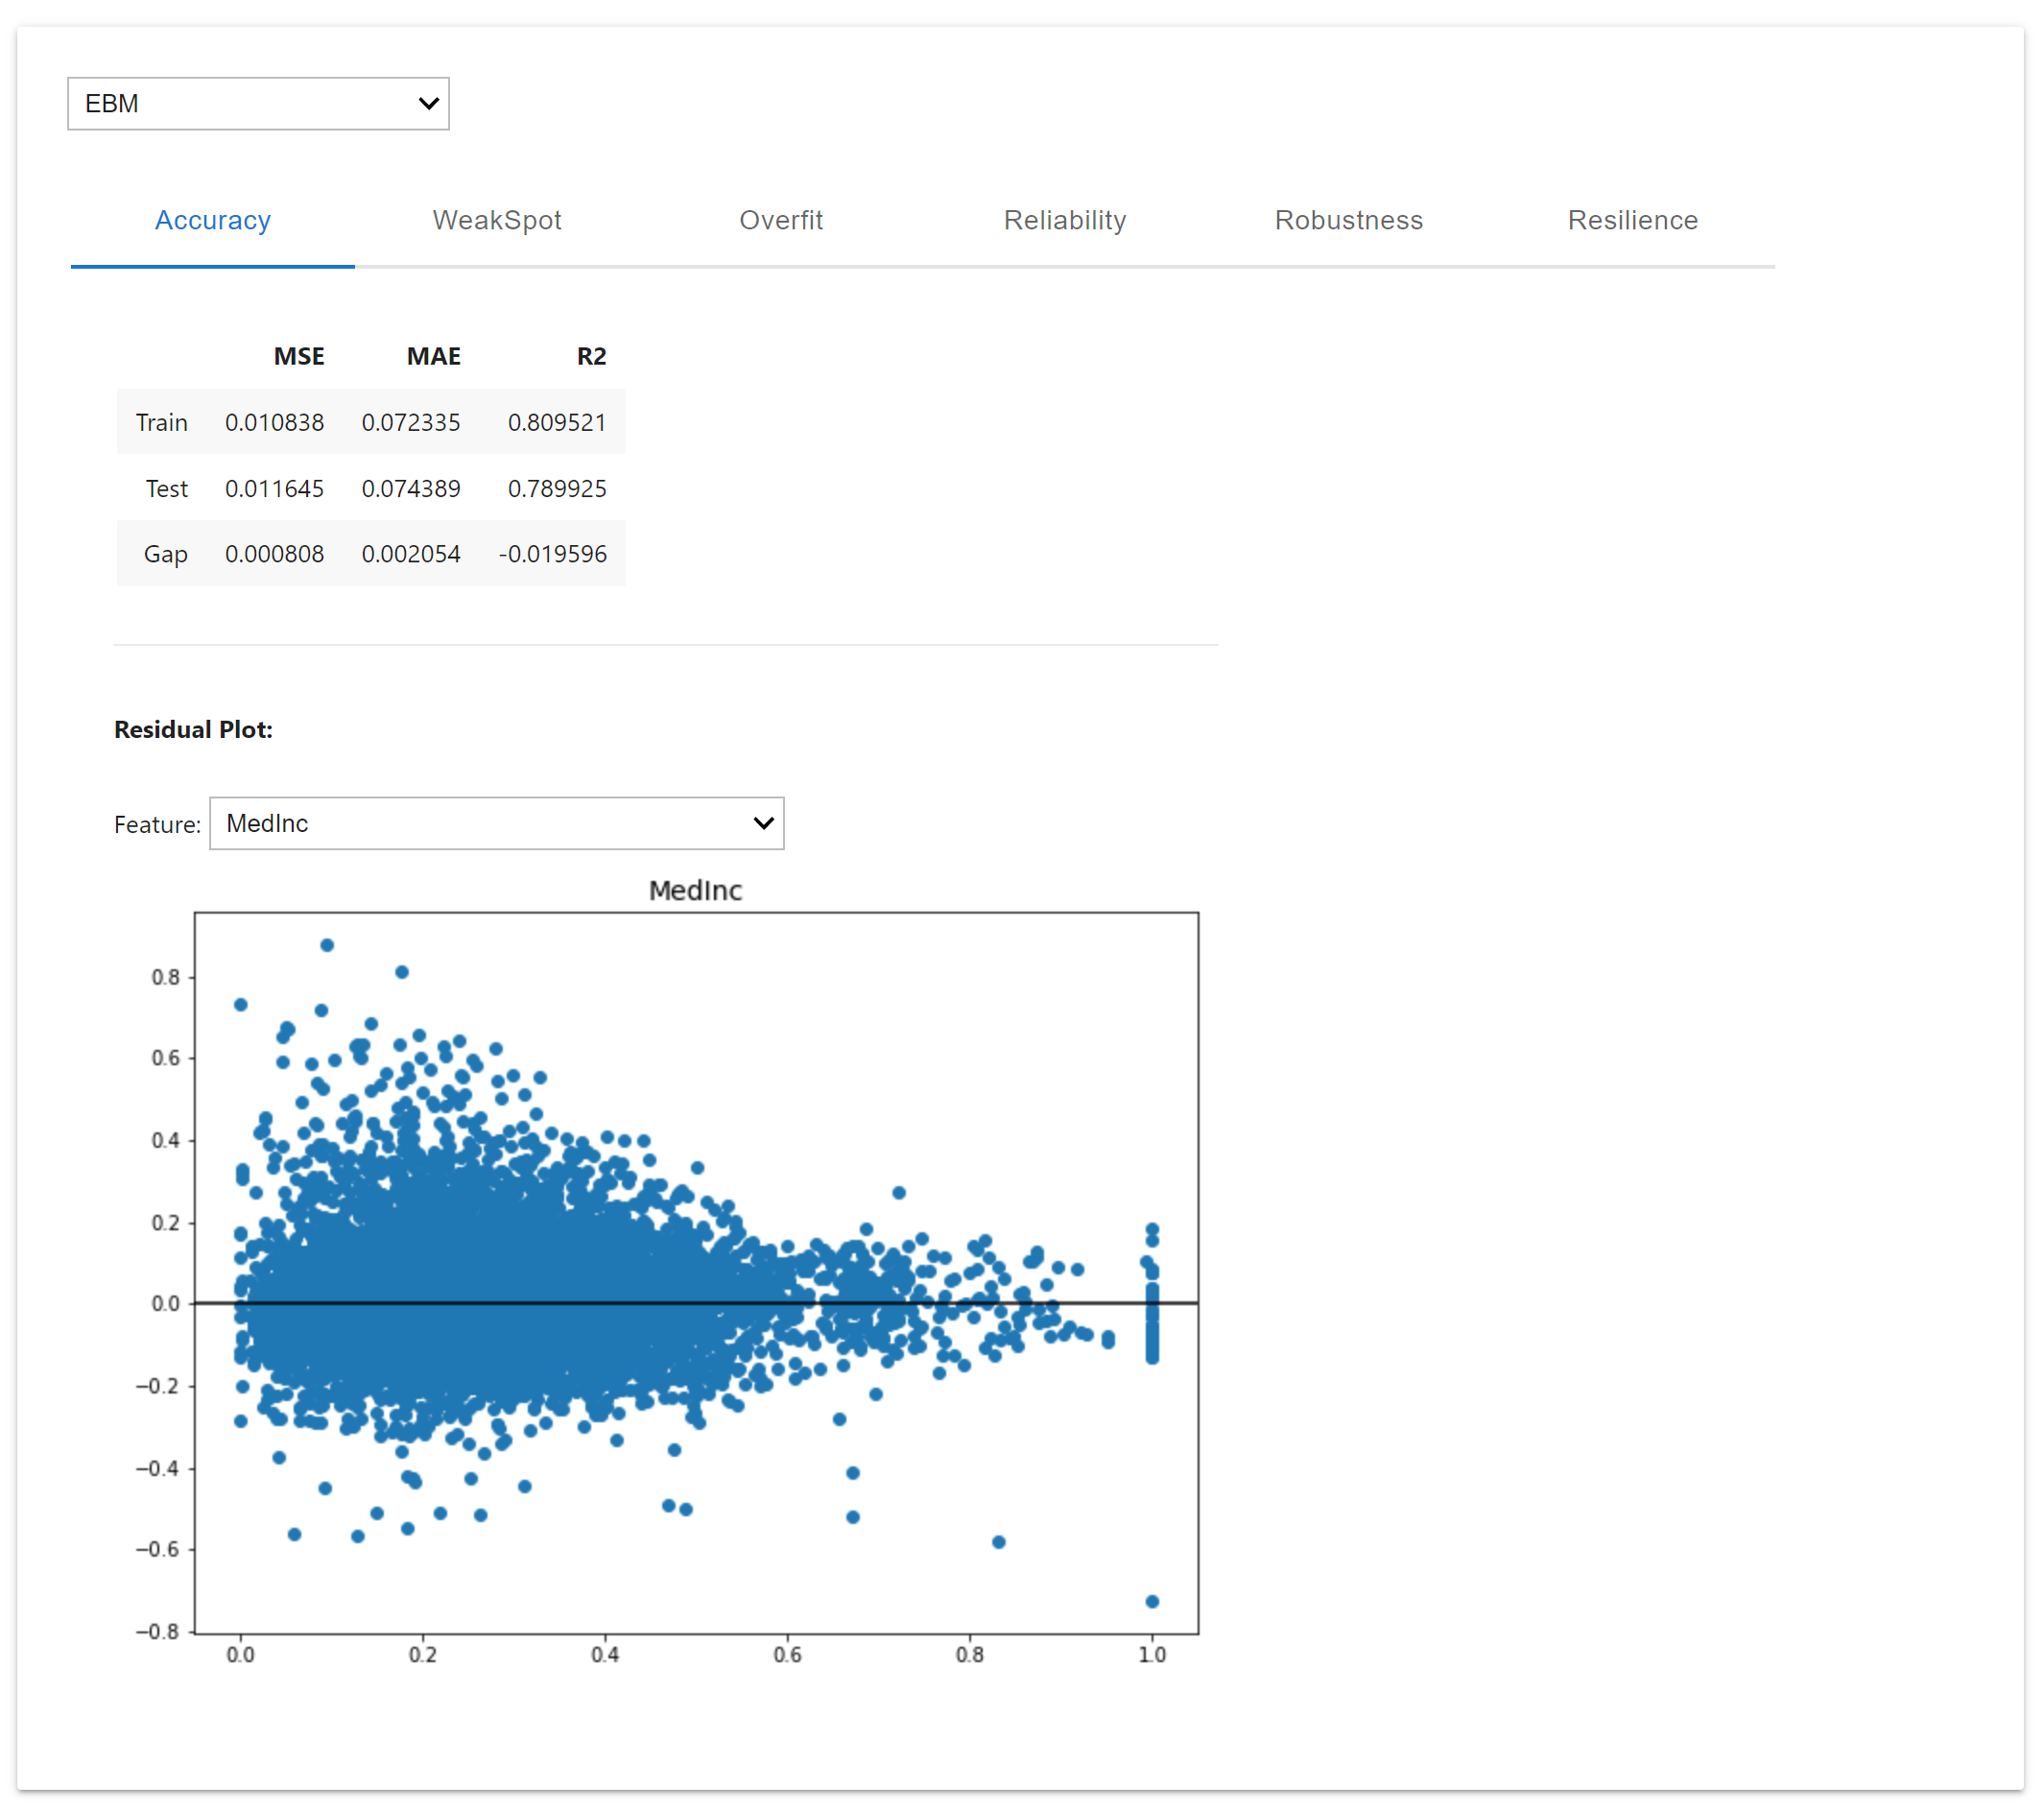 EBM
Accuracy WeakSpot Overfit Reliability Robustness Resilience
MSE MAE R2
Train 0.010838 0.072335 0.809521
Test 0.011645 0.074389 0.789925
Gap 0.000808 0.002054 -0.019596
Residual Plot:
Feature: MedInc
MedInc
0.8
0.6
0.4
0.2
0.0
−0.2
−0.4
−0.6
−0.8
0.0 0.2 0.4 0.6 0.8 1.0